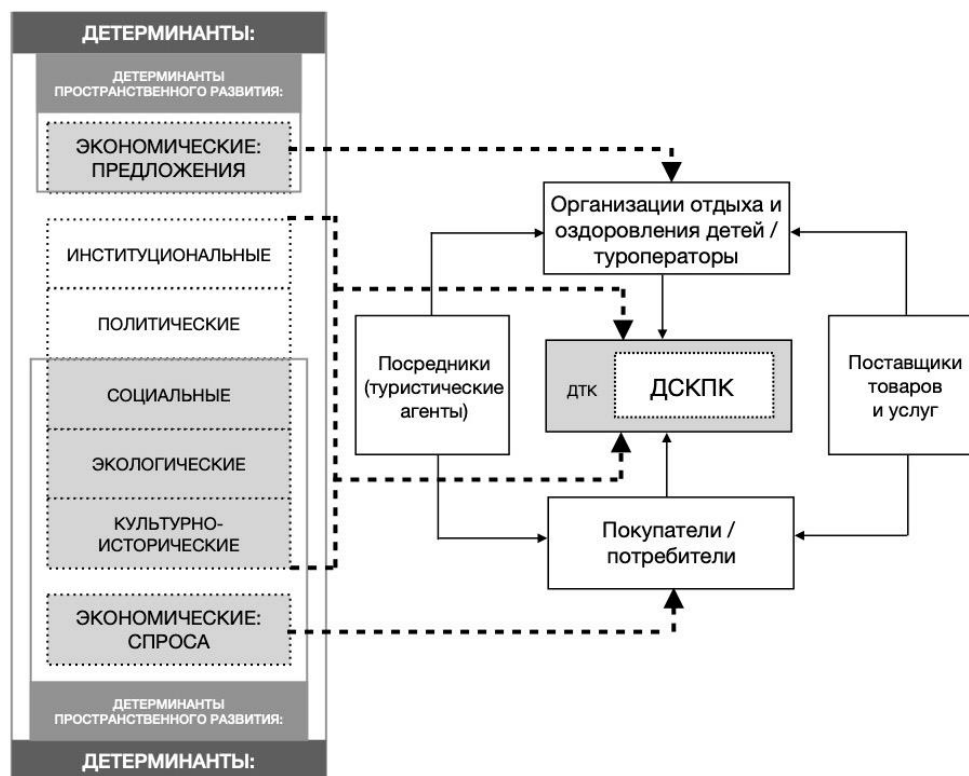 ДЕТЕРМИНАНТЫ:
ДЕТЕРМИНАНТЫ
ПРОСТРАНСТВЕННОГО РАЗВИТИЯ:
ЭКОНОМИЧЕСКИЕ:
ПРЕДЛОЖЕНИЯ
ИНСТИТУЦИОНАЛЬНЫЕ
ПОЛИТИЧЕСКИЕ
СОЦИАЛЬНЫЕ
ЭКОЛОГИЧЕСКИЕ
КУЛЬТУРНО-
ИСТОРИЧЕСКИЕ
ЭКОНОМИЧЕСКИЕ:
СПРОСА
ДЕТЕРМИНАНТЫ
ПРОСТРАНСТВЕННОГО РАЗВИТИЯ:
ДЕТЕРМИНАНТЫ:
Организации отдыха и
оздоровления детей /
туроператоры
Посредники
(туристические
агенты)
ДТК
ДСКПК
Поставщики
товаров
и услуг
Покупатели /
потребители